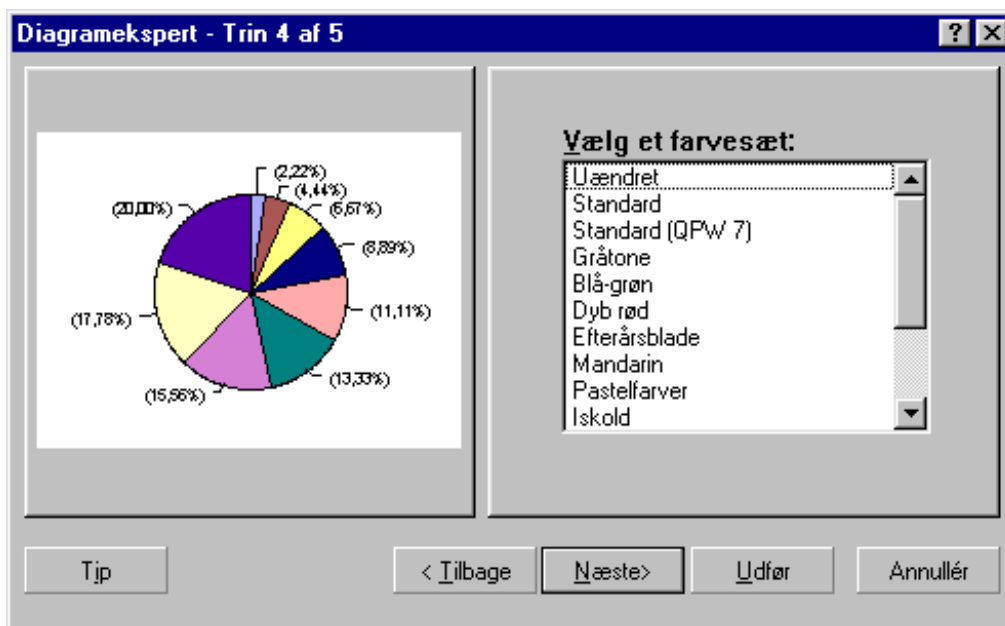 Diagramekspert - Trin 4 af 5
(2,22%)
(4,44%)
(6,67%)
(8,89%)
(11,11%)
(13,33%)
(15,56%)
(17,78%)
(20,00%)
Vælg et farvesæt:
Uændret
Standard
Standard (QPW 7)
Gråtone
Blå-grøn
Dyb rød
Efterårsblade
Mandarin
Pastelfarver
Iskold
Tip
< Tilbage
Næste>
Udfør
Annullér